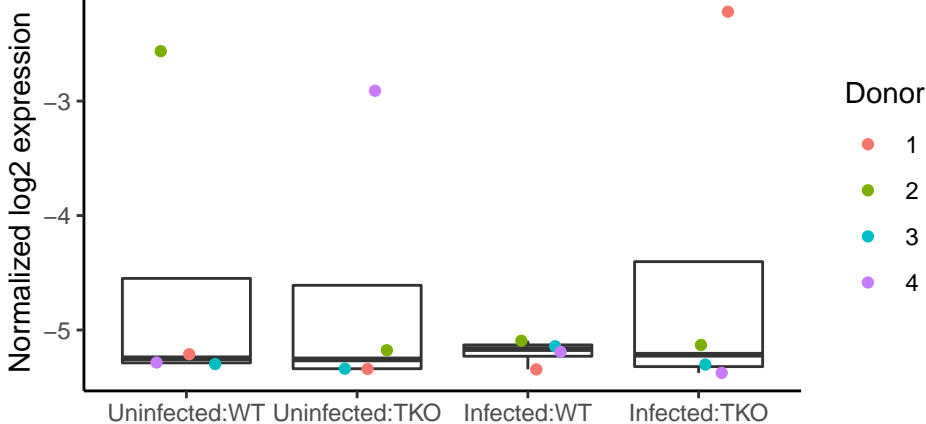 Normalized log2 expression
−3
−4
−5
Uninfected:WT
Uninfected:TKO
Infected:WT
Infected:TKO
Donor
1
2
3
4